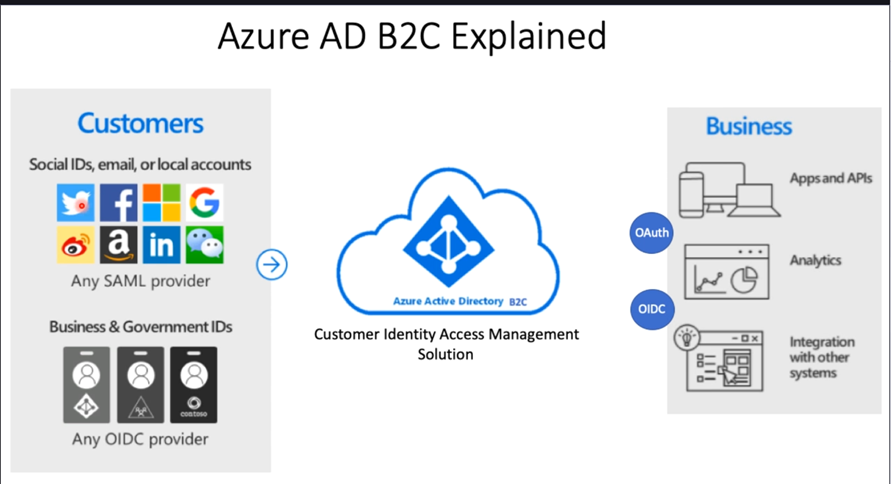 Azure AD B2C Explained
Customers
Social IDs, email, or local accounts
Any SAML provider
Business & Government IDs
contoso
Any OIDC provider
Azure Active Directory B2C
Customer Identity Access Management
Solution
OAuth
OIDC
Business
Apps and APIs
Analytics
Integration
with other
systems